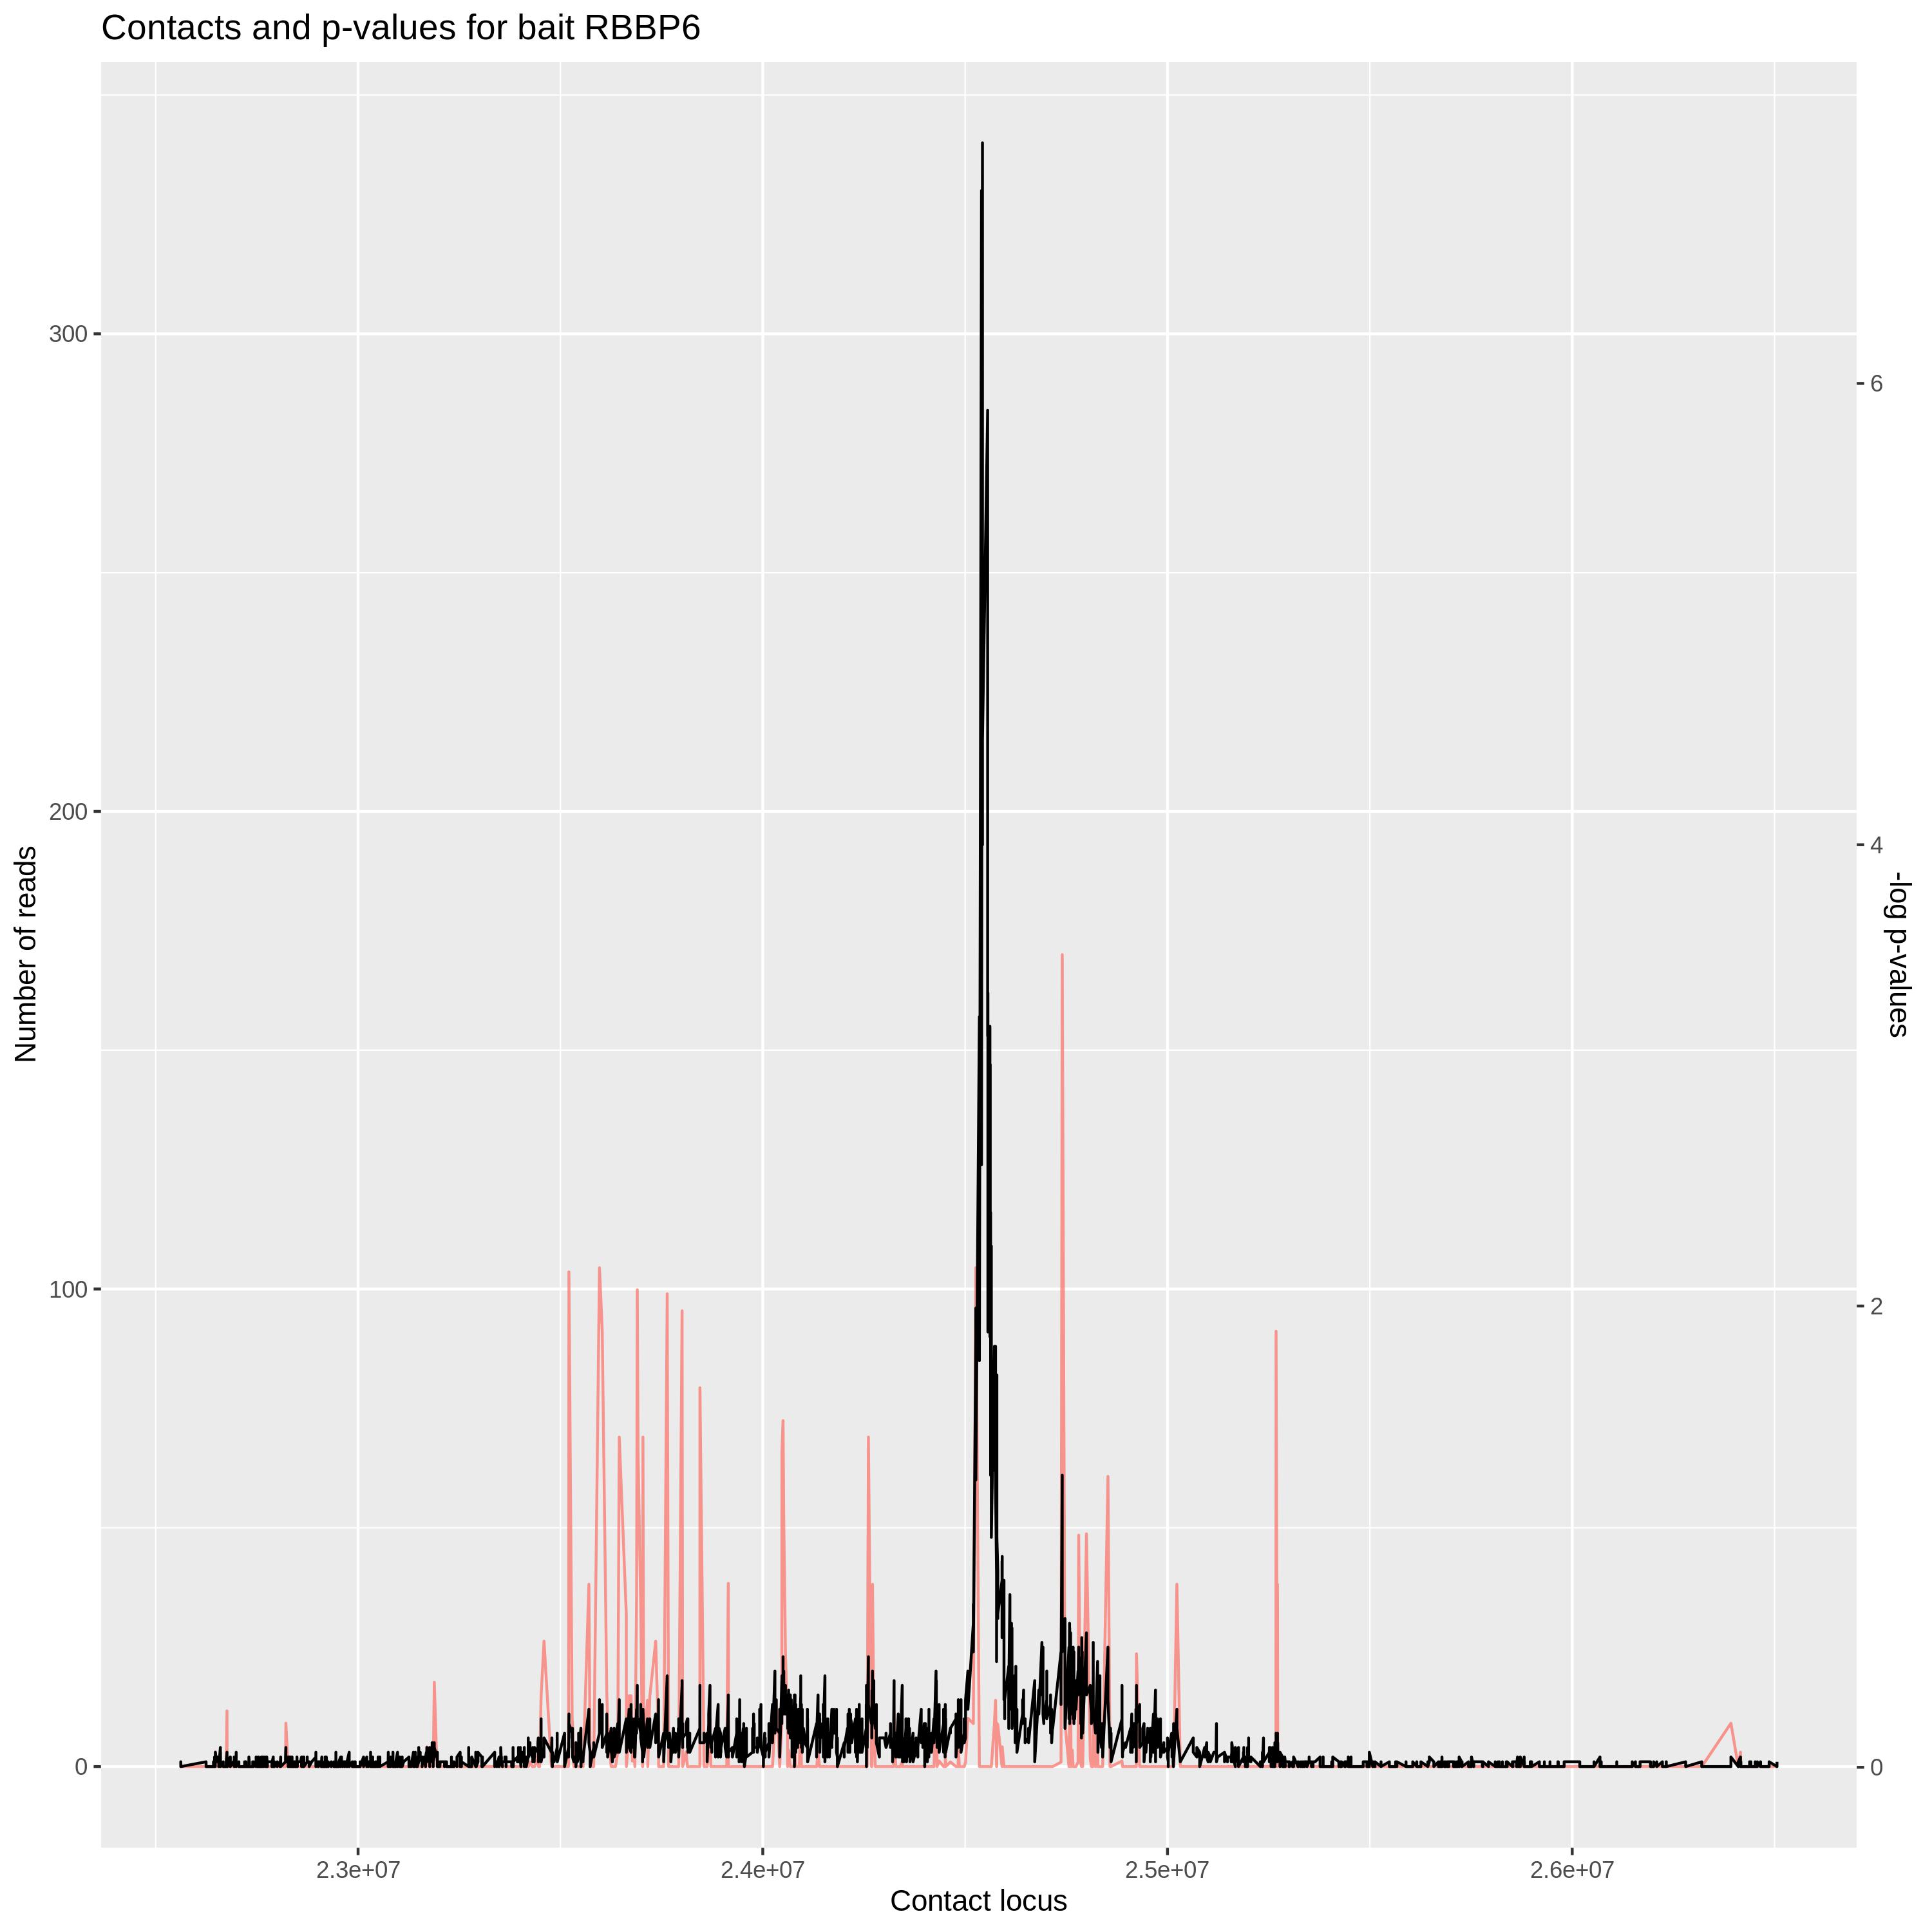 Contacts and p-values for bait RBBP6
Number of reads
300
200
100
0
6
4
2
0
-log p-values
2.3e+07
2.4e+07
2.5e+07
2.6e+07
Contact locus